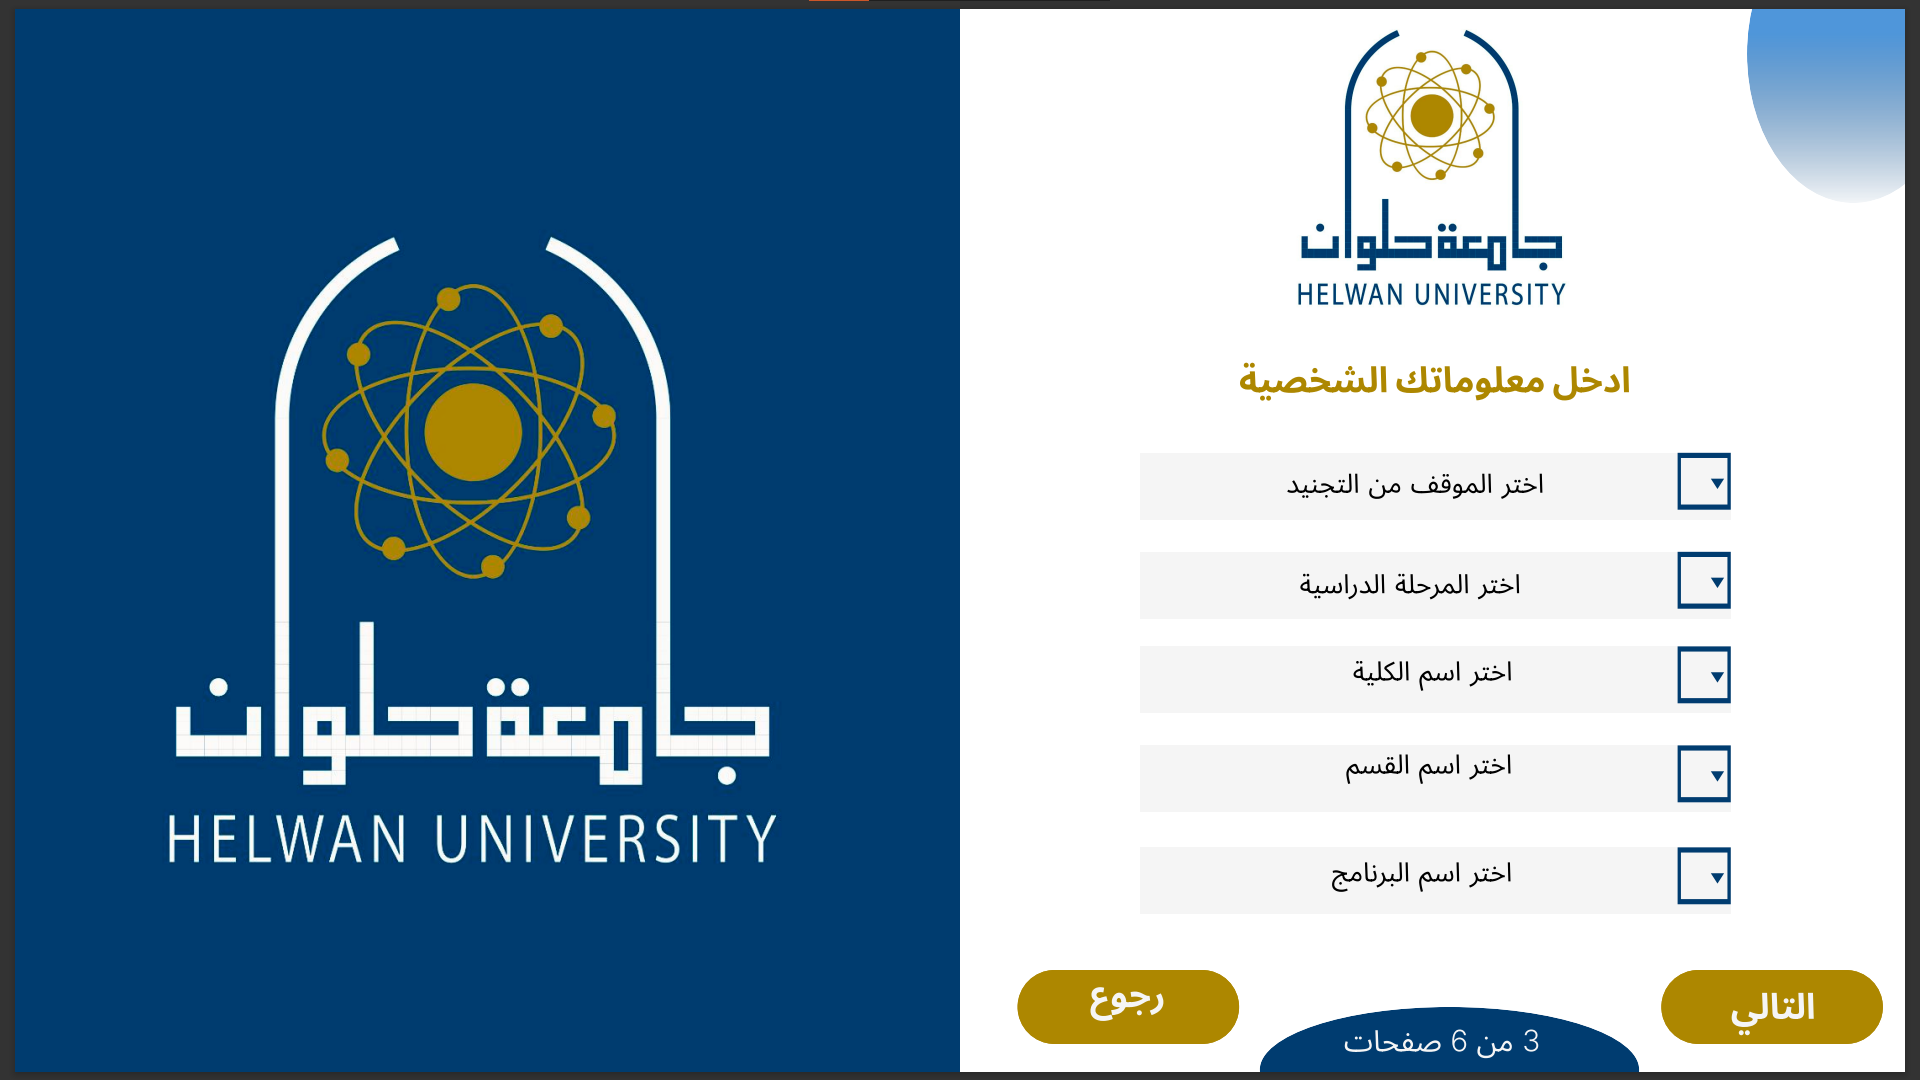 جامعة حلوان
HELWAN UNIVERSITY
جامعة حلوان
HELWAN UNIVERSITY
ادخل معلوماتك الشخصية
اختر الموقف من التجنيد
اختر المرحلة الدراسية
اختر اسم الكلية
اختر اسم القسم
اختر اسم البرنامج
التالي
رجوع
3 من 6 صفحات